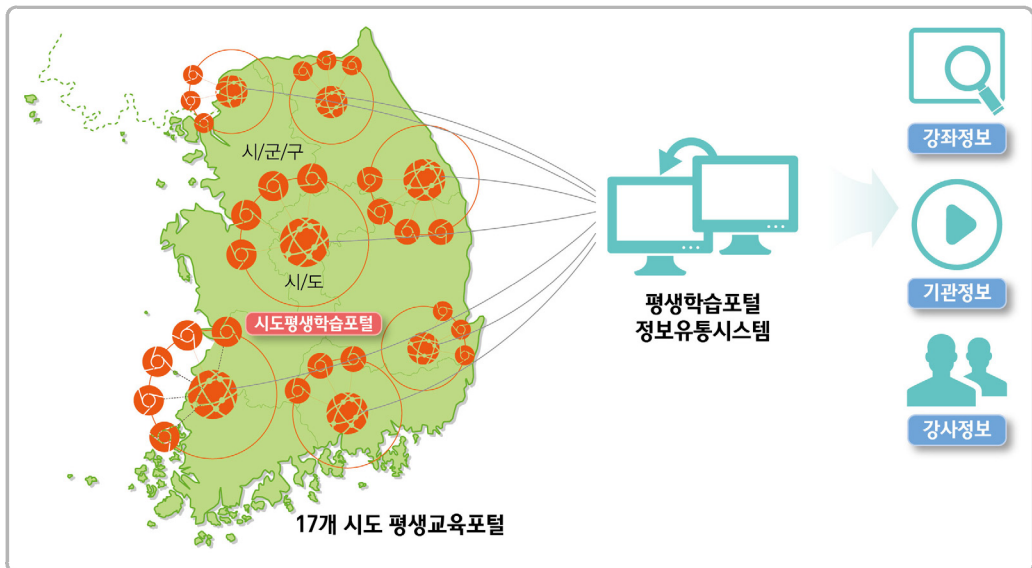 시/군/구
시/도
시도평생학습포털
17개 시도 평생교육포털
평생학습포털
정보유통시스템
강좌정보
기관정보
강사정보